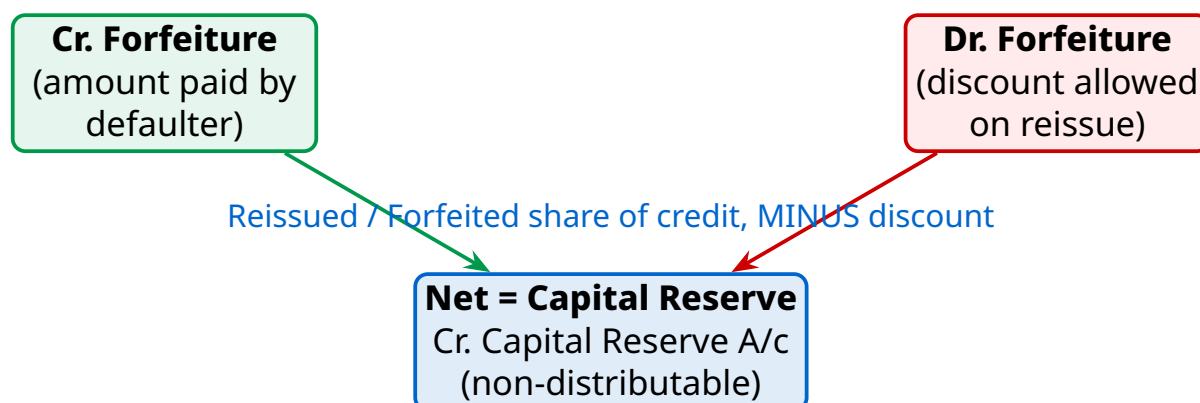 Cr. Forfeiture
(amount paid by
defaulter)
Dr. Forfeiture
(discount allowed
on reissue)
Reissued / Forfeited share of credit, MINUS discount
Net = Capital Reserve
Cr. Capital Reserve A/c
(non-distributable)